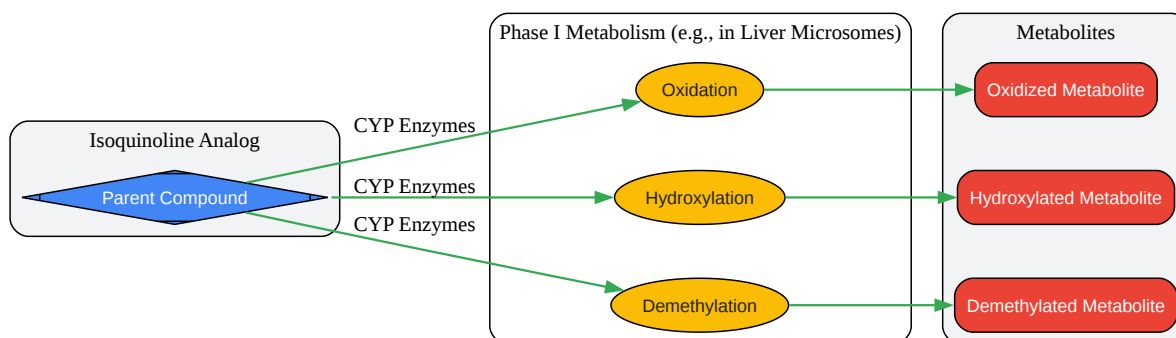 Phase I Metabolism (e.g., in Liver Microsomes)
Metabolites
Oxidation
Oxidized Metabolite
CYP Enzymes
Isoquinoline Analog
Parent Compound
CYP Enzymes
Hydroxylation
Hydroxylated Metabolite
CYP Enzymes
Demethylation
Demethylated Metabolite